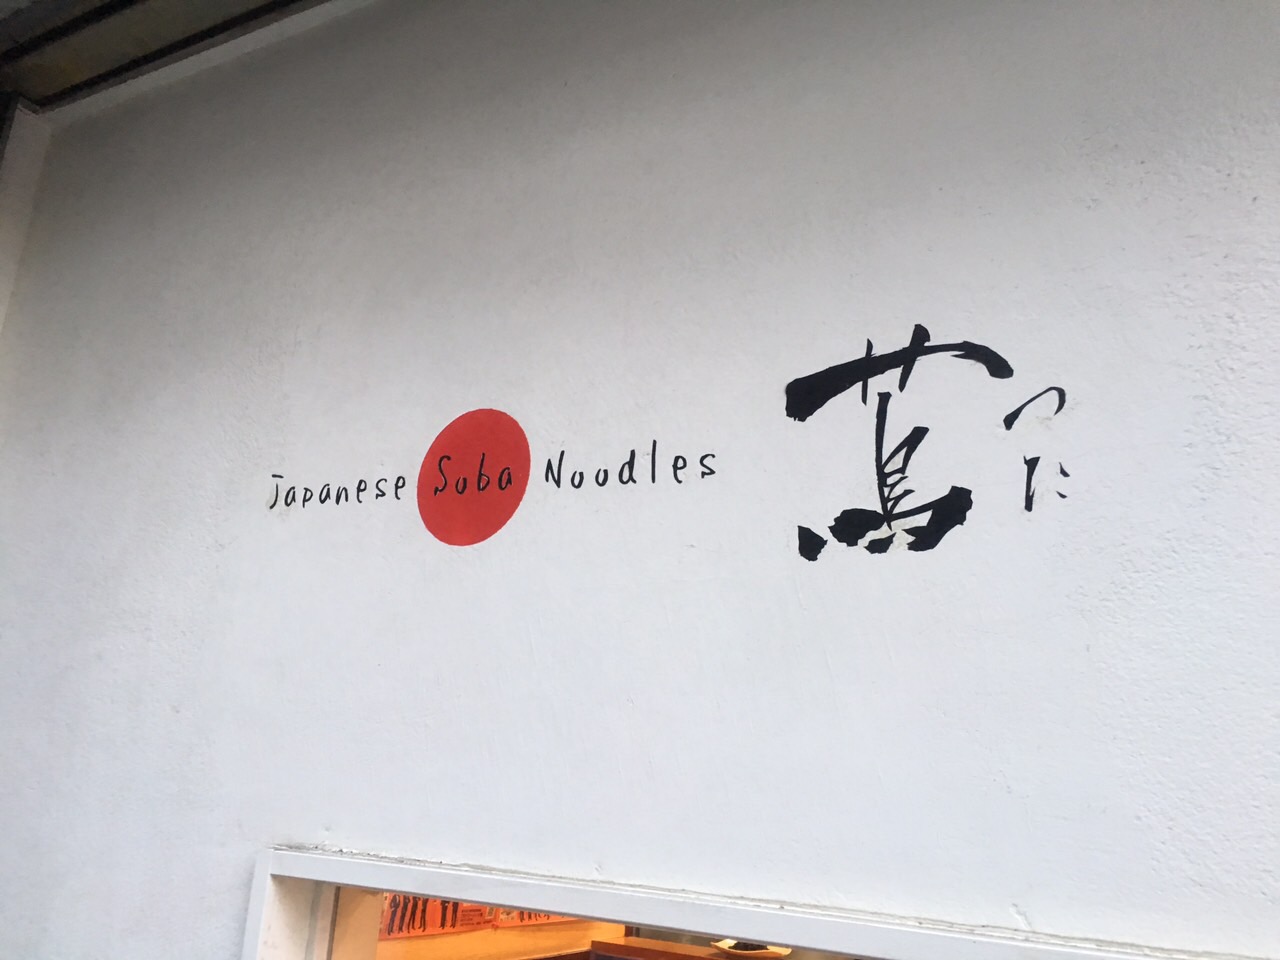 Japanese Soba Noodles
蔦
つた